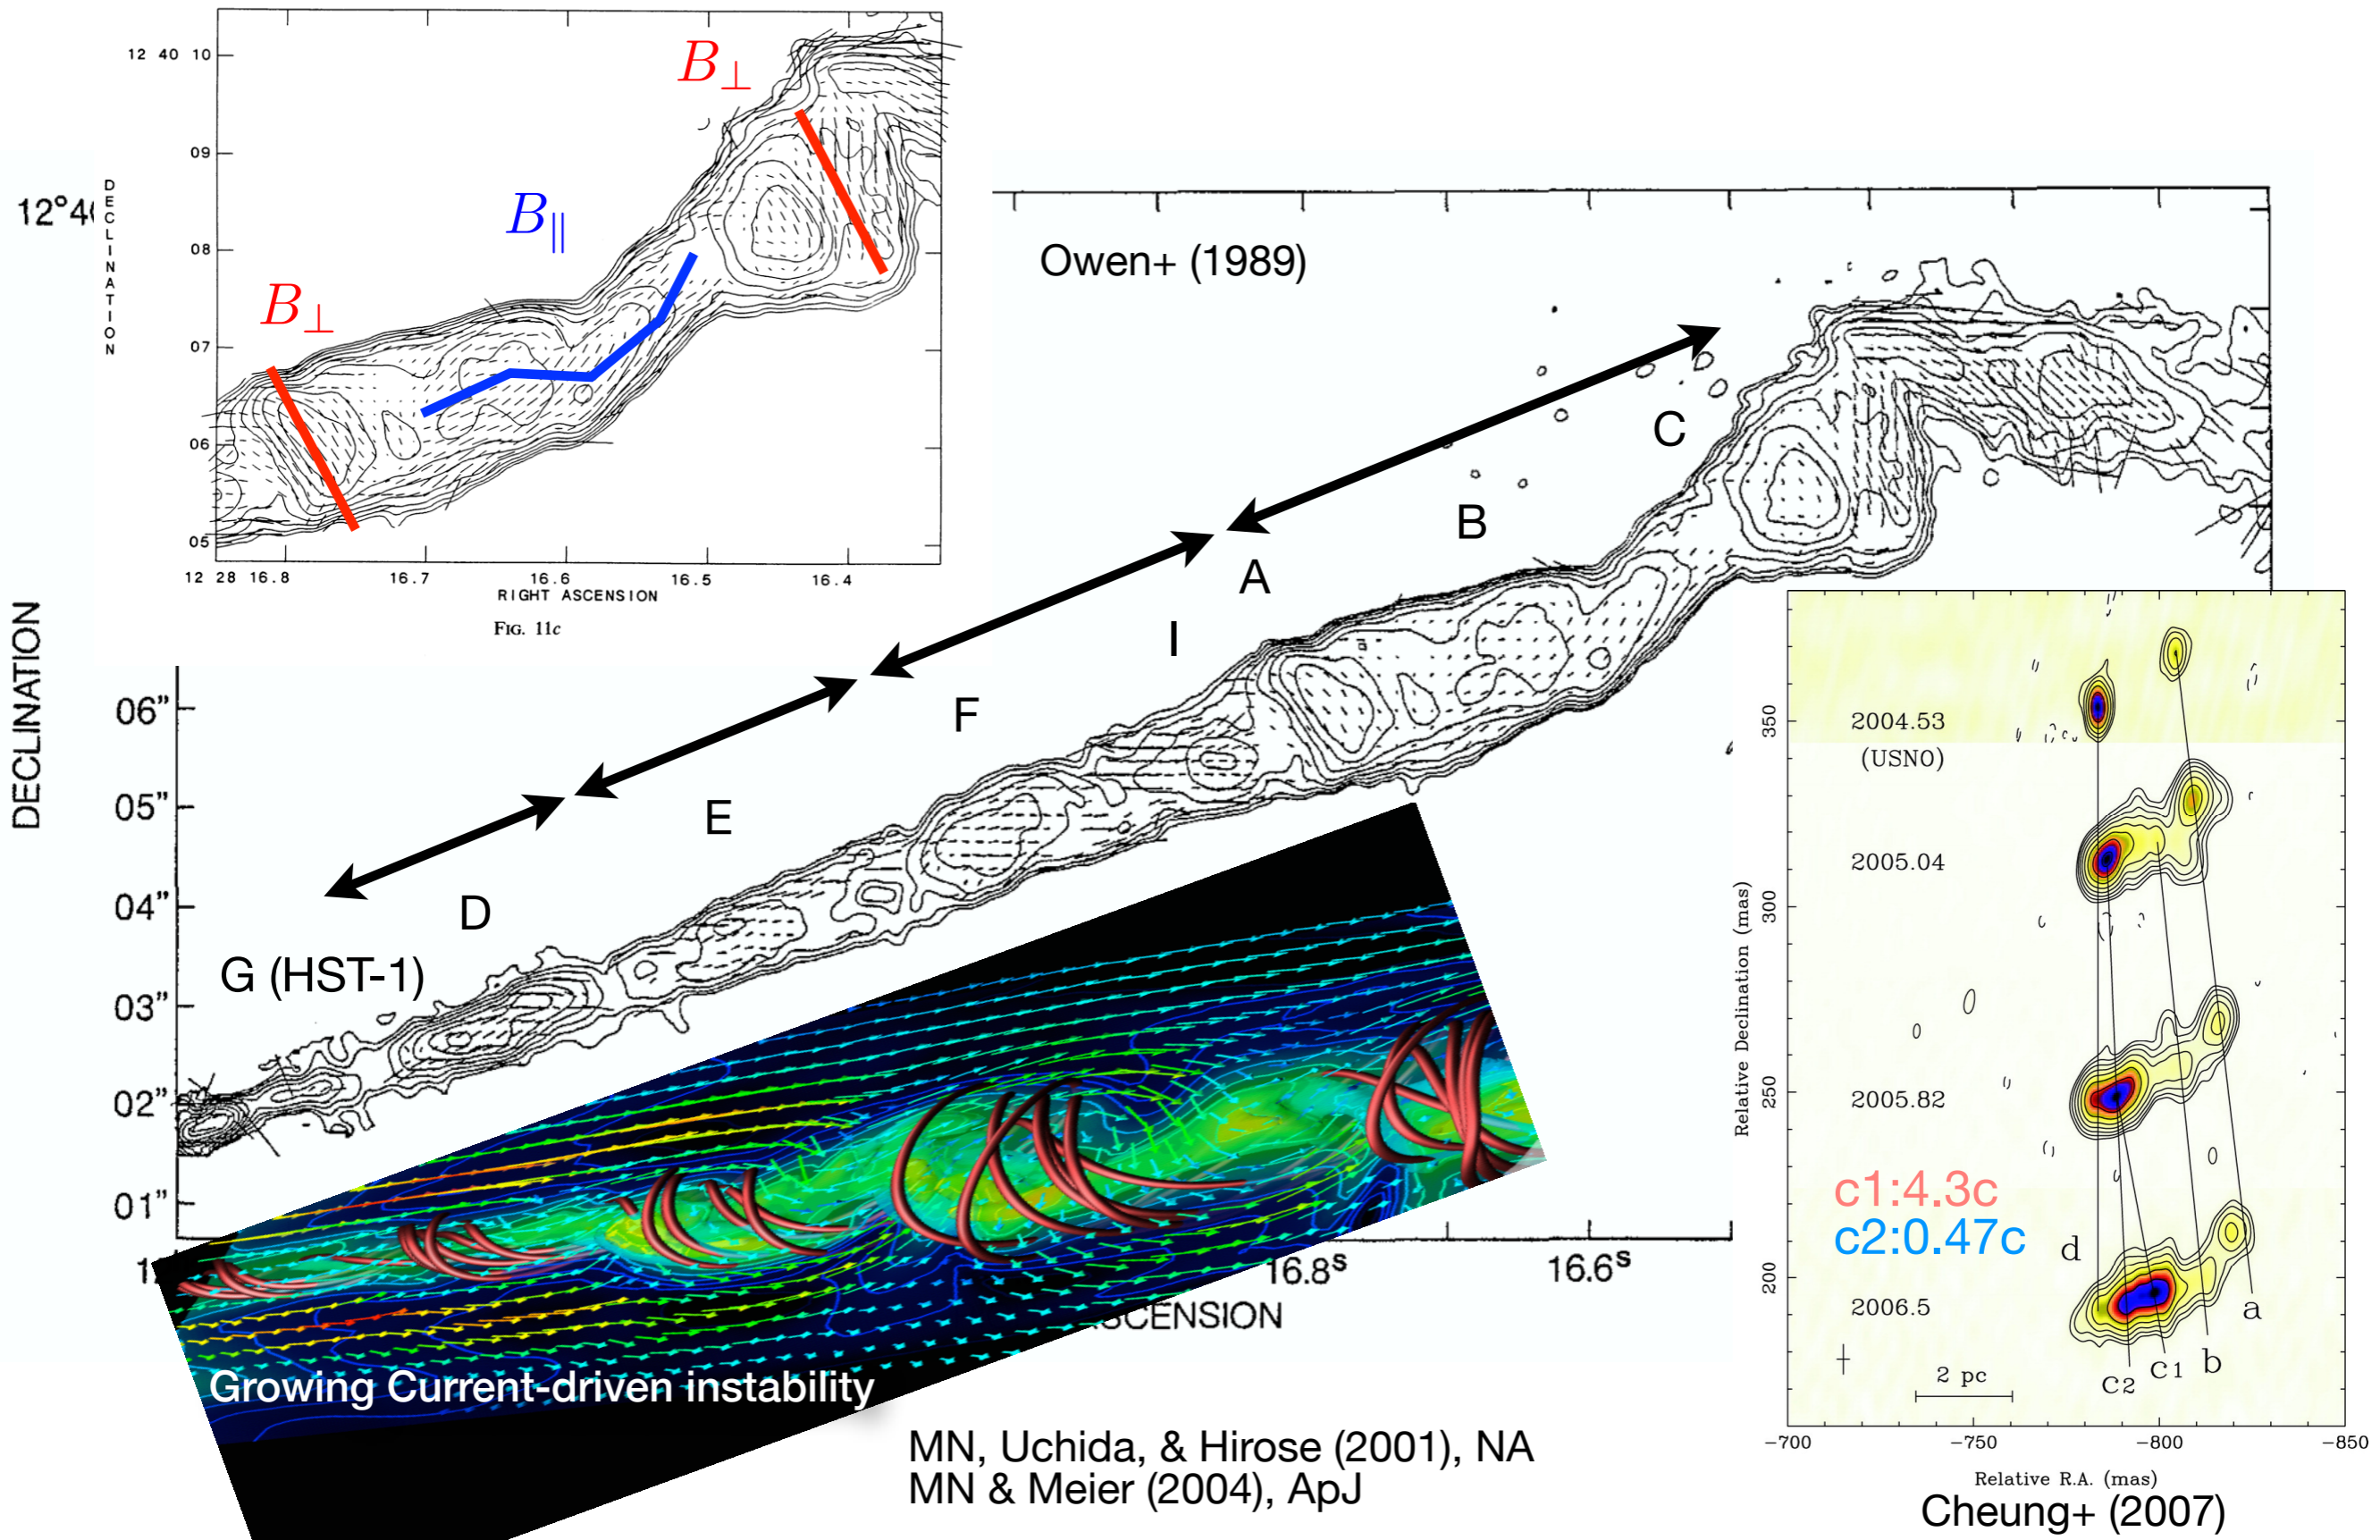 B⊥
B∥
B⊥
12 40 10
09
08
07
06
05
DECLINATION
12 28 16.8
16.7
16.6
16.5
16.4
RIGHT ASCENSION
FIG. 11c
12°4
Owen+ (1989)
C
B
A
I
F
E
D
G (HST-1)
DECLINATION
06"
05"
04"
03"
02"
01"
1
16.8s
16.6s
SCENSION
Growing Current-driven instability
MN, Uchida, & Hirose (2001), NA
MN & Meier (2004), ApJ
2004.53
(USNO)
2005.04
2005.82
c1:4.3c
c2:0.47c
d
2006.5
a
b
c1
c2
2 pc
Relative Declination (mas)
350
300
250
200
-700
-750
-800
-850
Relative R.A. (mas)
Cheung+ (2007)